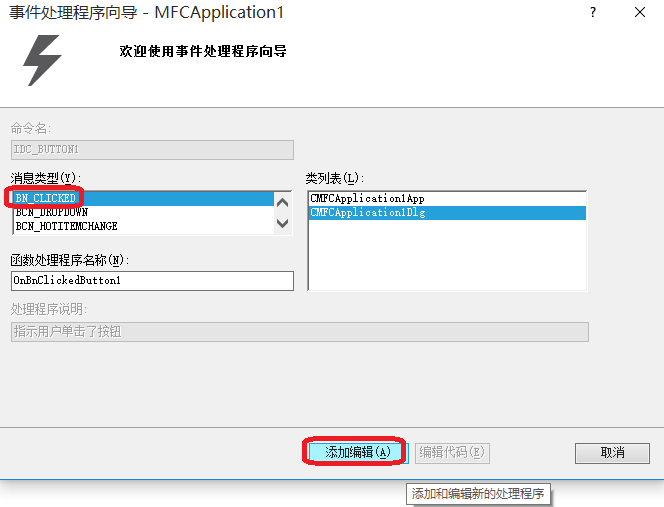 事件处理程序向导 - MFCApplication1
?
欢迎使用事件处理程序向导
命令名:
IDC_BUTTON1
消息类型(Y):
类列表(L):
BN_CLICKED
BCN_DROPDOWN
BCN_HOTITEMCHANGE
CMFCApplication1App
CMFCApplication1Dlg
函数处理程序名称(N):
OnBnClickedButton1
处理程序说明:
指示用户单击了按钮
添加编辑(A)
编辑代码(E)
取消
添加和编辑新的处理程序